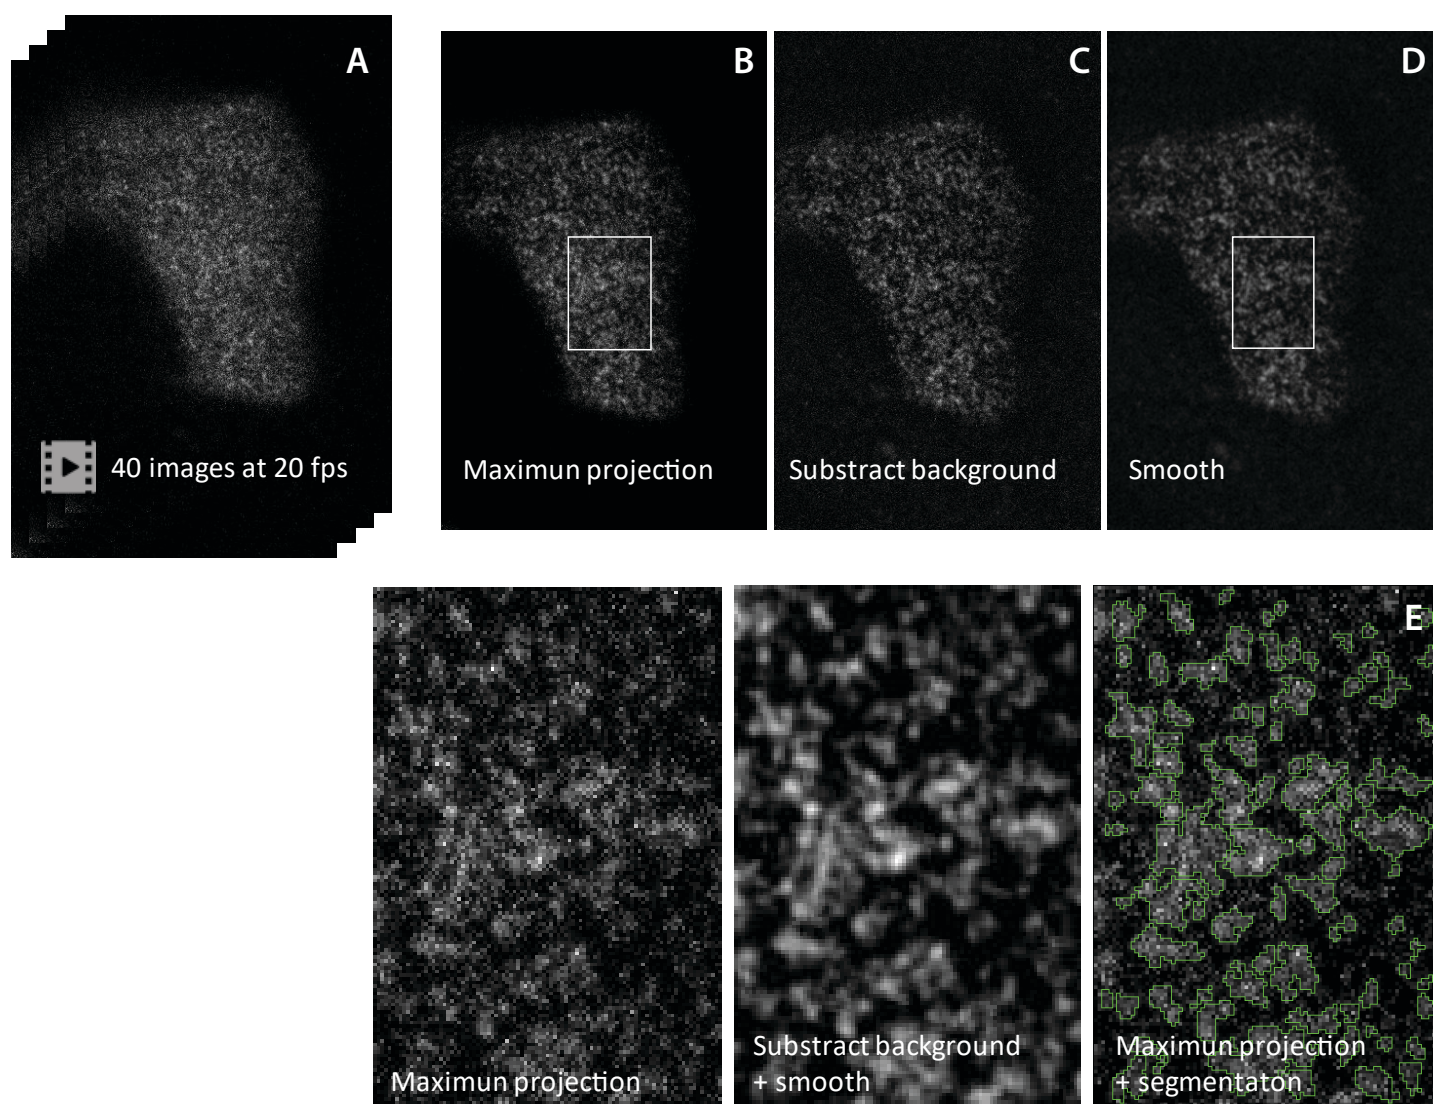 A
B
C
D
40 images at 20 fps
Maximun projection
Substract background
Smooth
E
Maximun projection
Substract background
+ smooth
Maximun projection
+ segmentaton